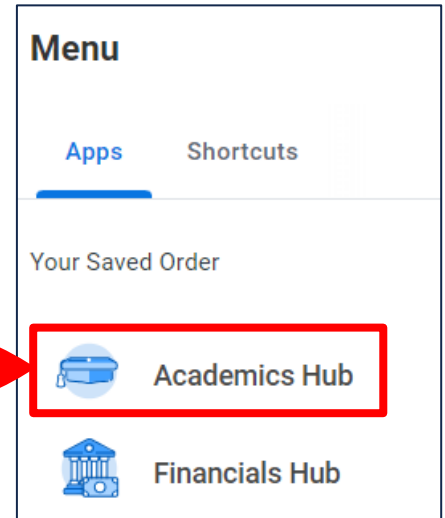 Menu
Apps Shortcuts
Your Saved Order
Academics Hub
Financials Hub